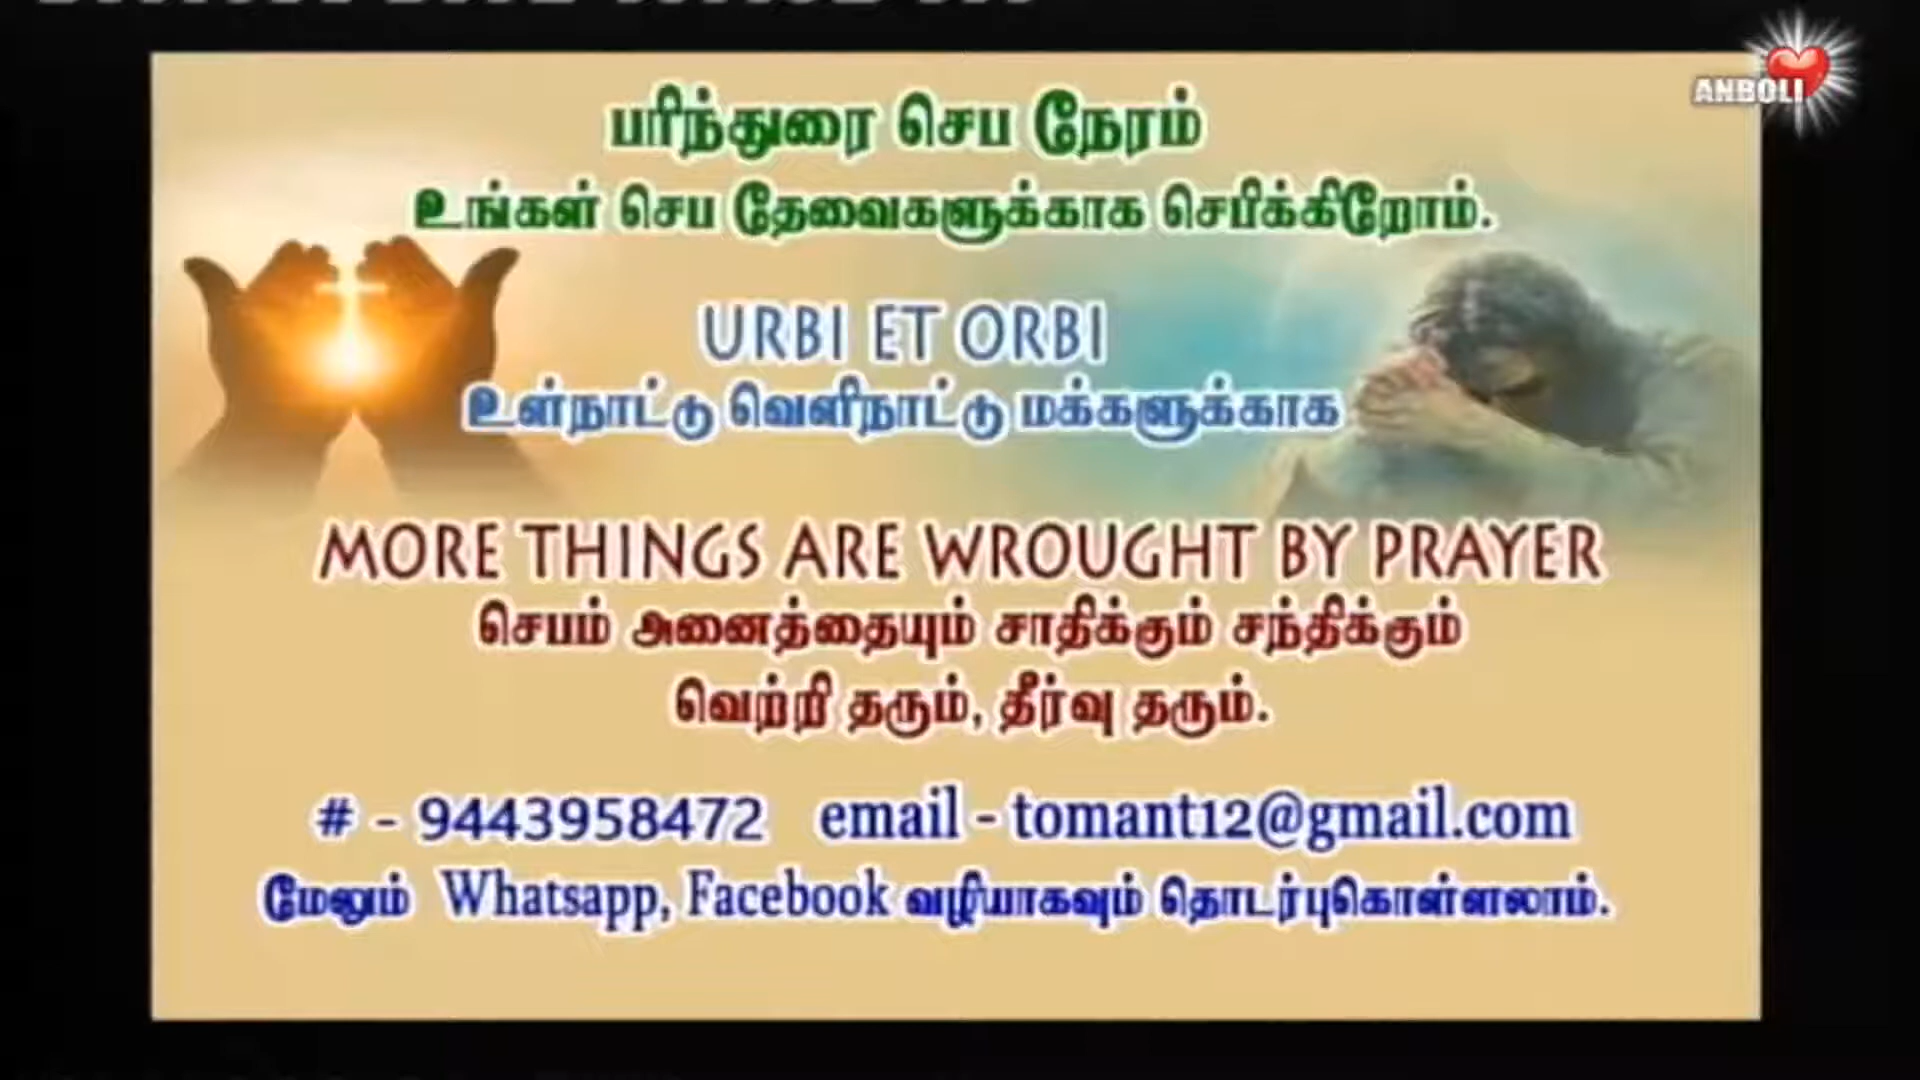 ANBOLI
பரிந்துரை செப நேரம்
உங்கள் செப தேவைகளுக்காக செபிக்கிறோம்.
URBI ET ORBI
உள்நாட்டு வெளிநாட்டு மக்களுக்காக
MORE THINGS ARE WROUGHT BY PRAYER
செபம் அனைத்தையும் சாதிக்கும் சந்திக்கும்
வெற்றி தரும், தீர்வு தரும்.
# - 9443958472 email - tomant12@gmail.com
மேலும் Whatsapp, Facebook வழியாகவும் தொடர்புகொள்ளலாம்.